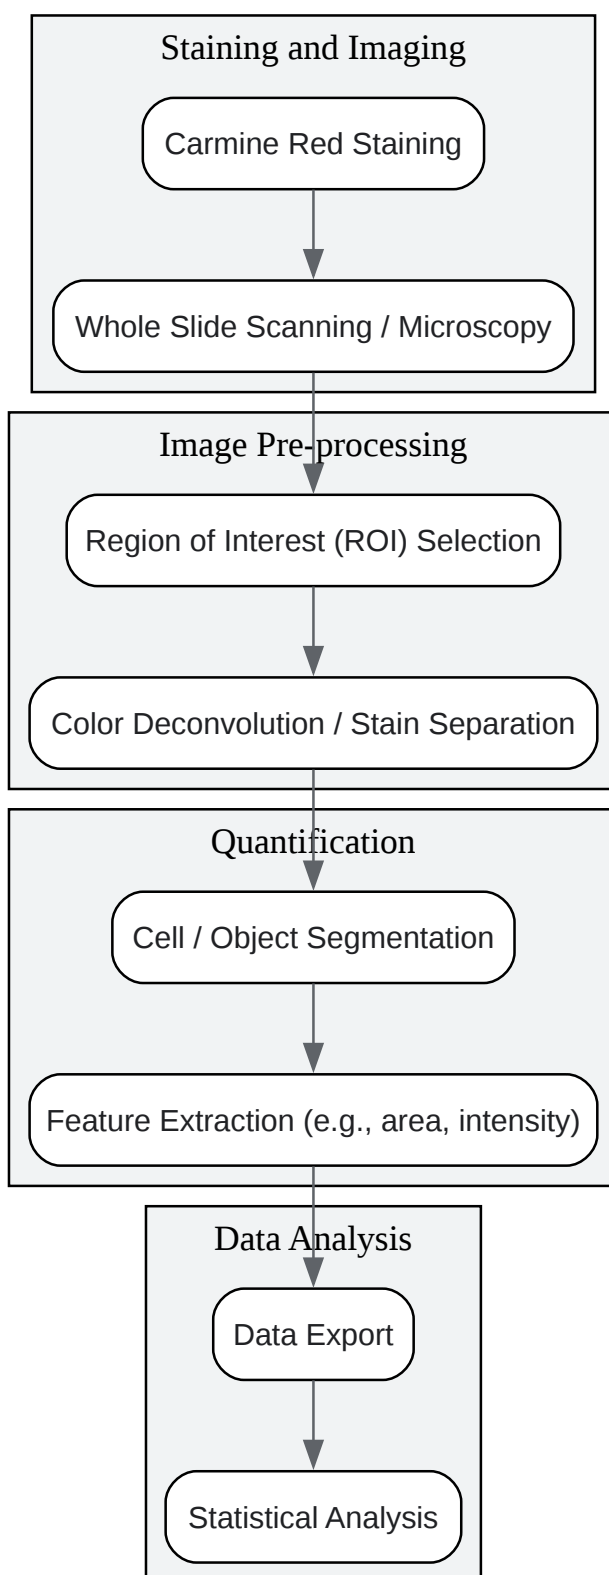 Staining and Imaging
Carmine Red Staining
Whole Slide Scanning / Microscopy
Image Pre-processing
Region of Interest (ROI) Selection
Color Deconvolution / Stain Separation
Quantification
Cell / Object Segmentation
Feature Extraction (e.g., area, intensity)
Data Analysis
Data Export
Statistical Analysis